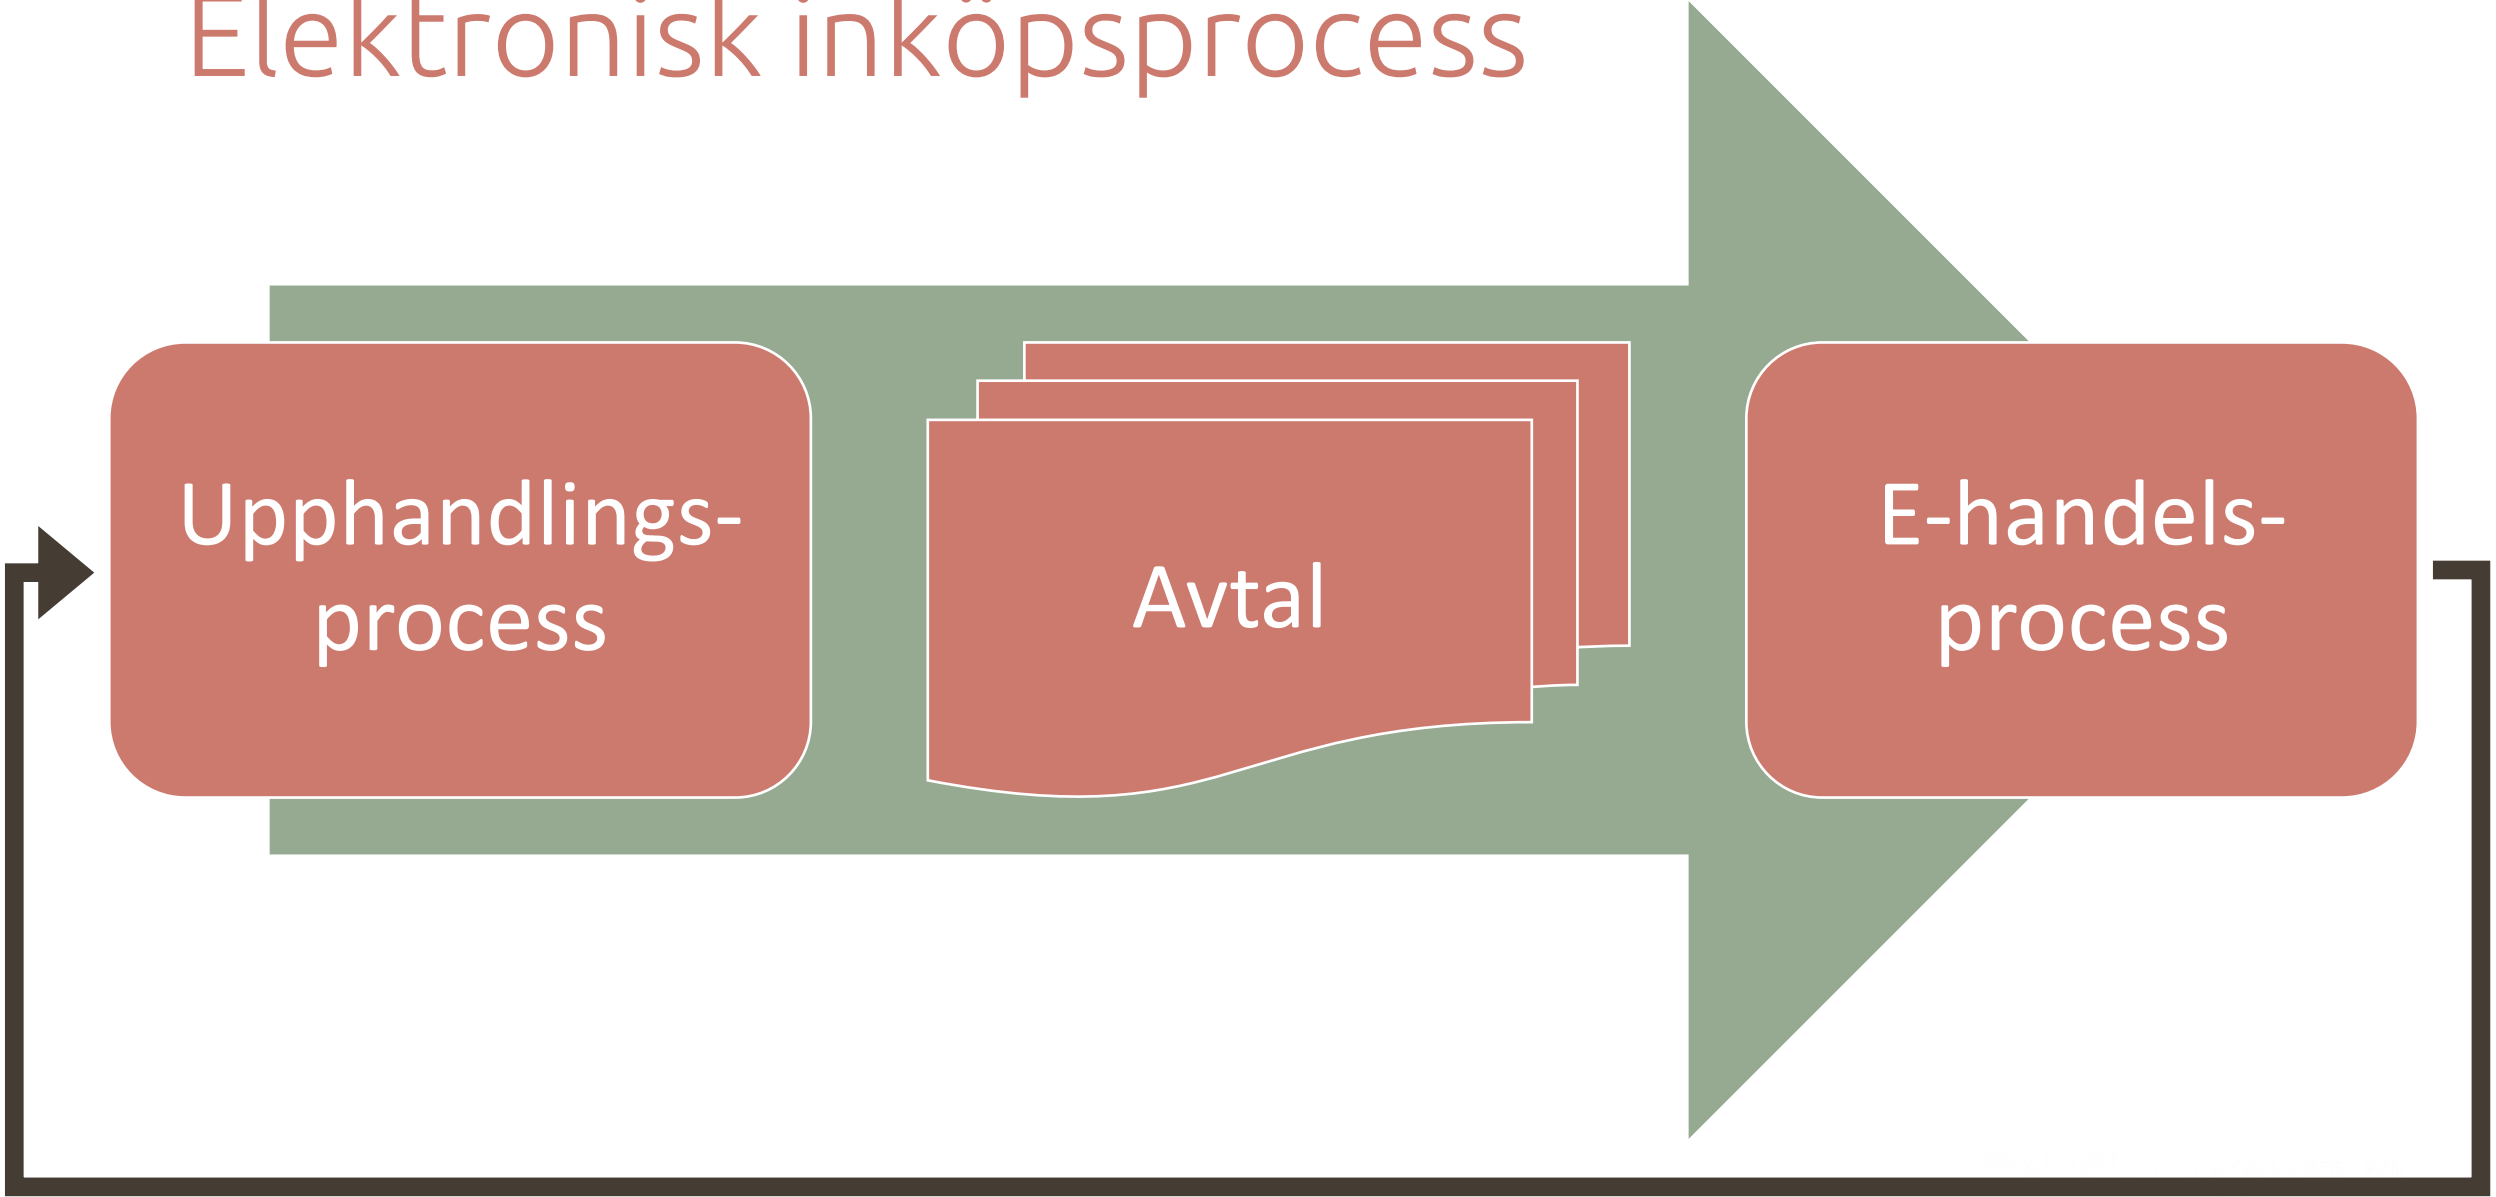 Elektronisk inköpsprocess
Upphandlings-
process
Avtal
E-handels-
process